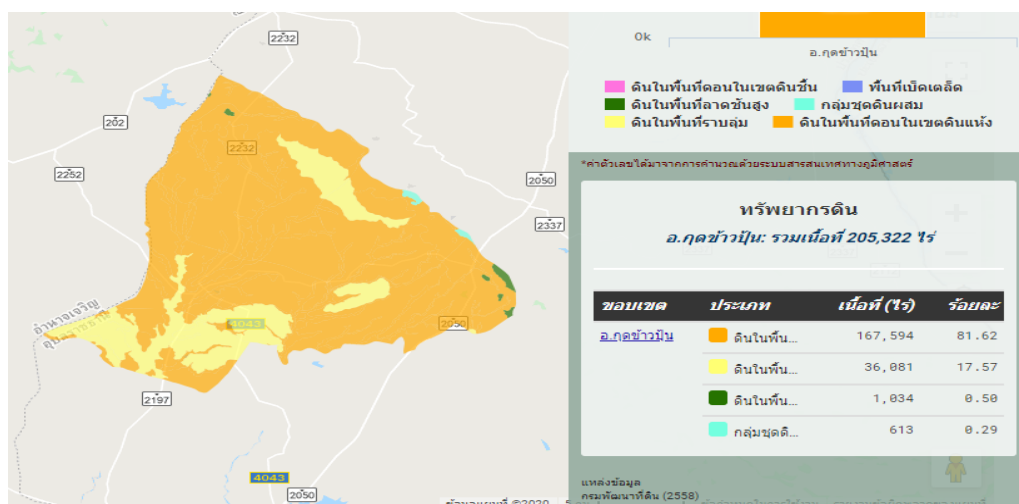 2232
202
2232
2252
2050
2337
อำนาจเจริญ
4043
2050
2197
4043
2050
0k
อ.กุดข้าวปุ้น
ดินในพื้นที่ดอนในเขตดินชื้น
พื้นที่เบ็ดเตล็ด
ดินในพื้นที่ลาดชันสูง
กลุ่มชุดดินผสม
ดินในพื้นที่ราบลุ่ม
ดินในพื้นที่ดอนในเขตดินแห้ง
*ค่าตัวเลขได้มาจากการคำนวณด้วยระบบสารสนเทศทางภูมิศาสตร์
ทรัพยากรดิน
อ.กุดข้าวปุ้น: รวมเนื้อที่ 205,322 ไร่
ขอบเขต ประเภท เนื้อที่ (ไร่) ร้อยละ
อ.กุดข้าวปุ้น ดินในพื้น... 167,594 81.62
ดินในพื้น... 36,081 17.57
ดินในพื้น... 1,034 0.50
กลุ่มชุดดิ... 613 0.29
แหล่งข้อมูล
กรมพัฒนาที่ดิน (2558)